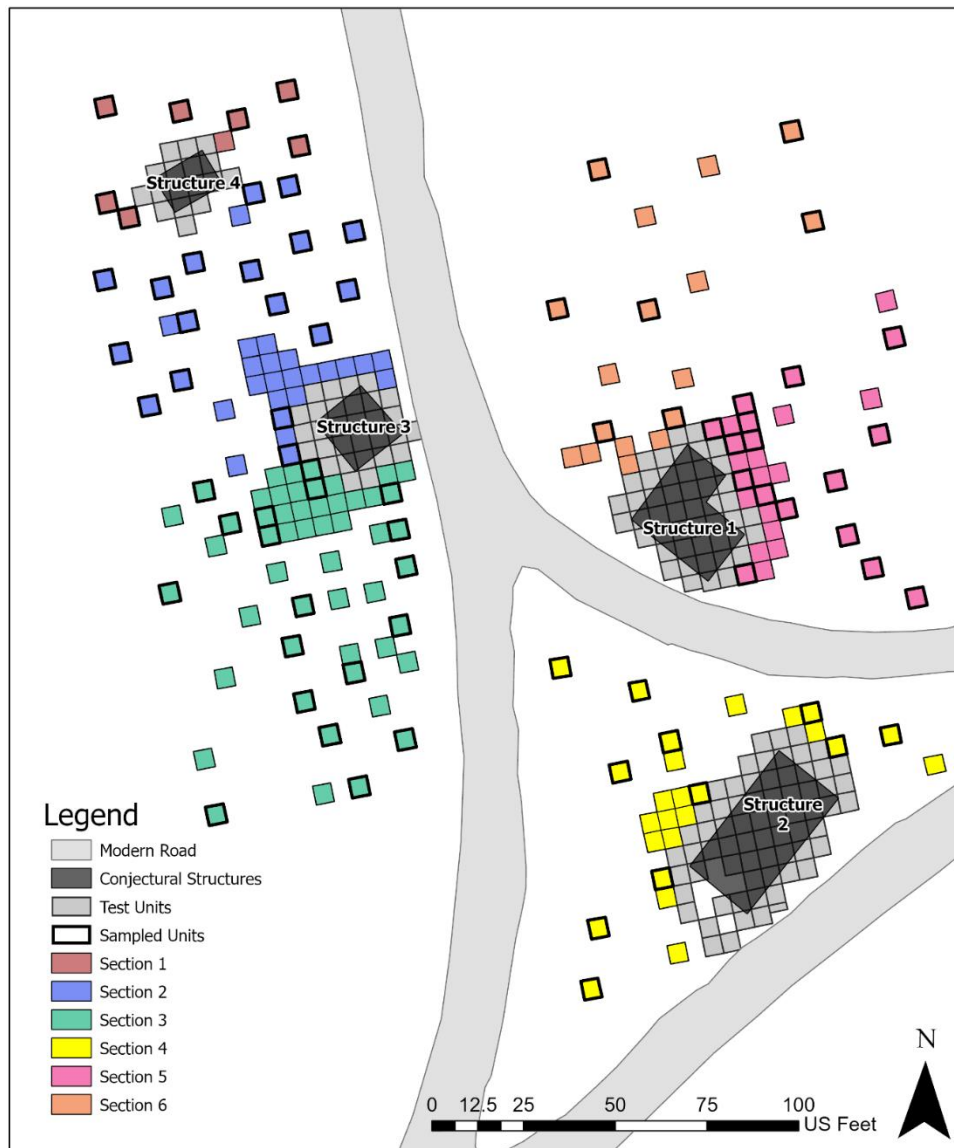 Structure 4
Structure 3
Structure 1
Structure
2
Legend
Modern Road
Conjectural Structures
Test Units
Sampled Units
Section 1
Section 2
Section 3
Section 4
Section 5
Section 6
N
0 12.5 25 50 75 100
US Feet